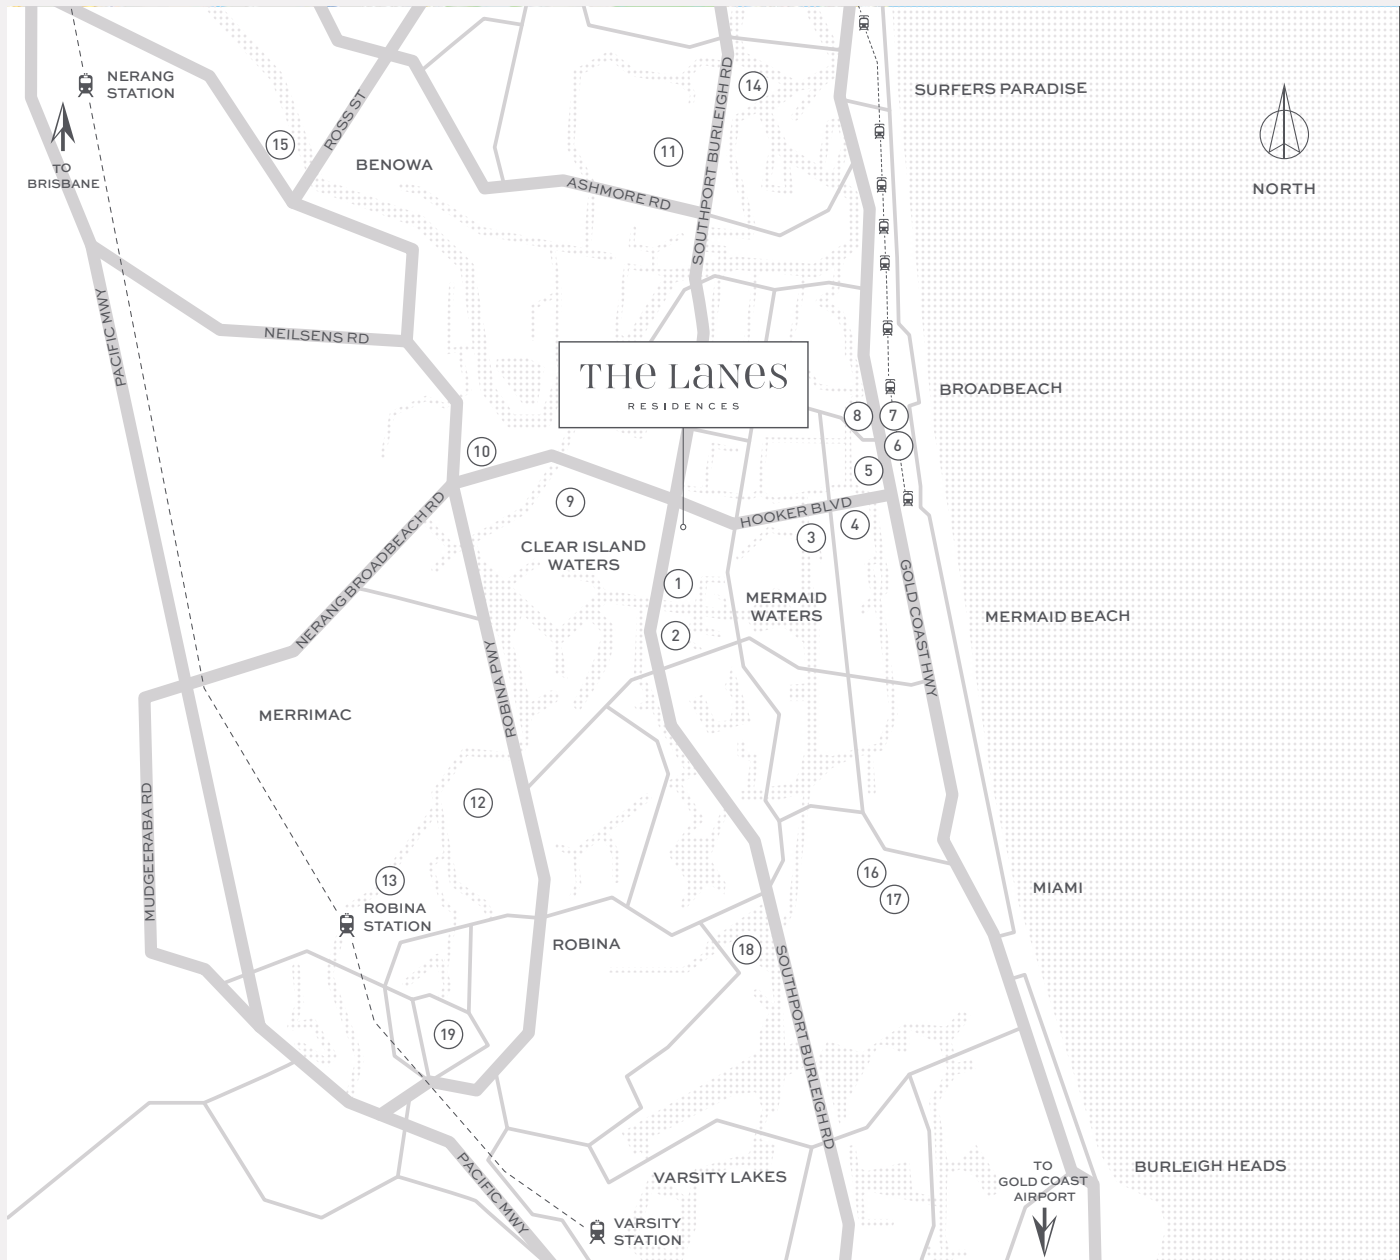 NERANG
STATION
TO
BRISBANE
15
ROSS ST
BENOWA
14
11
ASHMORE RD
SOUTHPORT BURLEIGH RD
SURFERS PARADISE
NORTH
PACIFIC MWY
NEILSENS RD
THE LANES
RESIDENCES
BROADBEACH
8
7
6
5
10
9
HOOKER BLVD
4
3
NERANG BROADBEACH RD
CLEAR ISLAND
WATERS
1
2
MERMAID
WATERS
GOLD COAST HWY
MERMAID BEACH
MERRIMAC
ROBINA PWY
MUDGEERABA RD
12
13
ROBINA
STATION
16
17
MIAMI
ROBINA
18
SOUTHPORT BURLEIGH RD
19
PACIFIC MWY
VARSITY LAKES
VARSITY
STATION
TO
GOLD COAST
AIRPORT
BURLEIGH HEADS